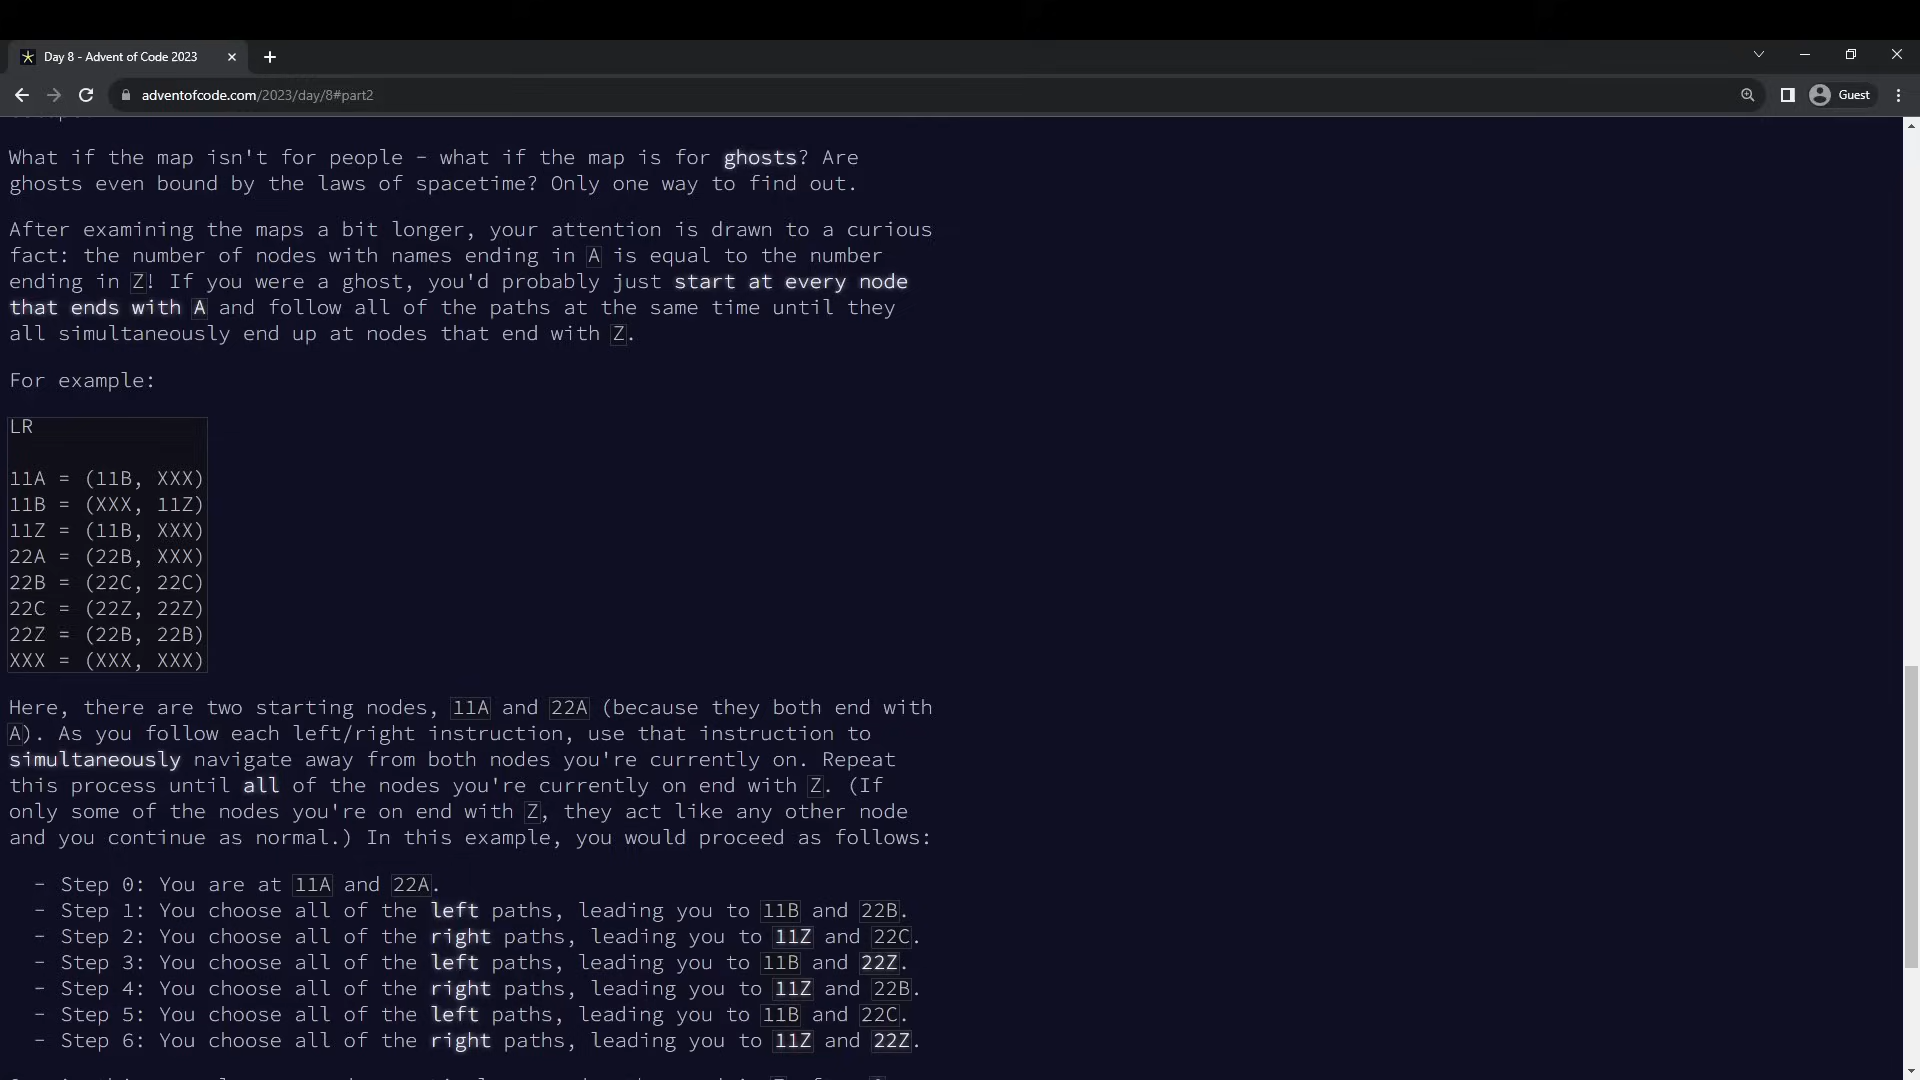 Day 8 - Advent of Code 2023
adventofcode.com/2023/day/8#part2
Guest
What if the map isn't for people - what if the map is for ghosts? Are
ghosts even bound by the laws of spacetime? Only one way to find out.
After examining the maps a bit longer, your attention is drawn to a curious
fact: the number of nodes with names ending in A is equal to the number
ending in Z! If you were a ghost, you'd probably just start at every node
that ends with A and follow all of the paths at the same time until they
all simultaneously end up at nodes that end with Z.
For example:
LR
11A = (11B, XXX)
11B = (XXX, 11Z)
11Z = (11B, XXX)
22A = (22B, XXX)
22B = (22C, 22C)
22C = (22Z, 22Z)
22Z = (22B, 22B)
XXX = (XXX, XXX)
Here, there are two starting nodes, 11A and 22A (because they both end with
A). As you follow each left/right instruction, use that instruction to
simultaneously navigate away from both nodes you're currently on. Repeat
this process until all of the nodes you're currently on end with Z. (If
only some of the nodes you're on end with Z, they act like any other node
and you continue as normal.) In this example, you would proceed as follows:
- Step 0: You are at 11A and 22A.
- Step 1: You choose all of the left paths, leading you to 11B and 22B.
- Step 2: You choose all of the right paths, leading you to 11Z and 22C.
- Step 3: You choose all of the left paths, leading you to 11B and 22Z.
- Step 4: You choose all of the right paths, leading you to 11Z and 22B.
- Step 5: You choose all of the left paths, leading you to 11B and 22C.
- Step 6: You choose all of the right paths, leading you to 11Z and 22Z.